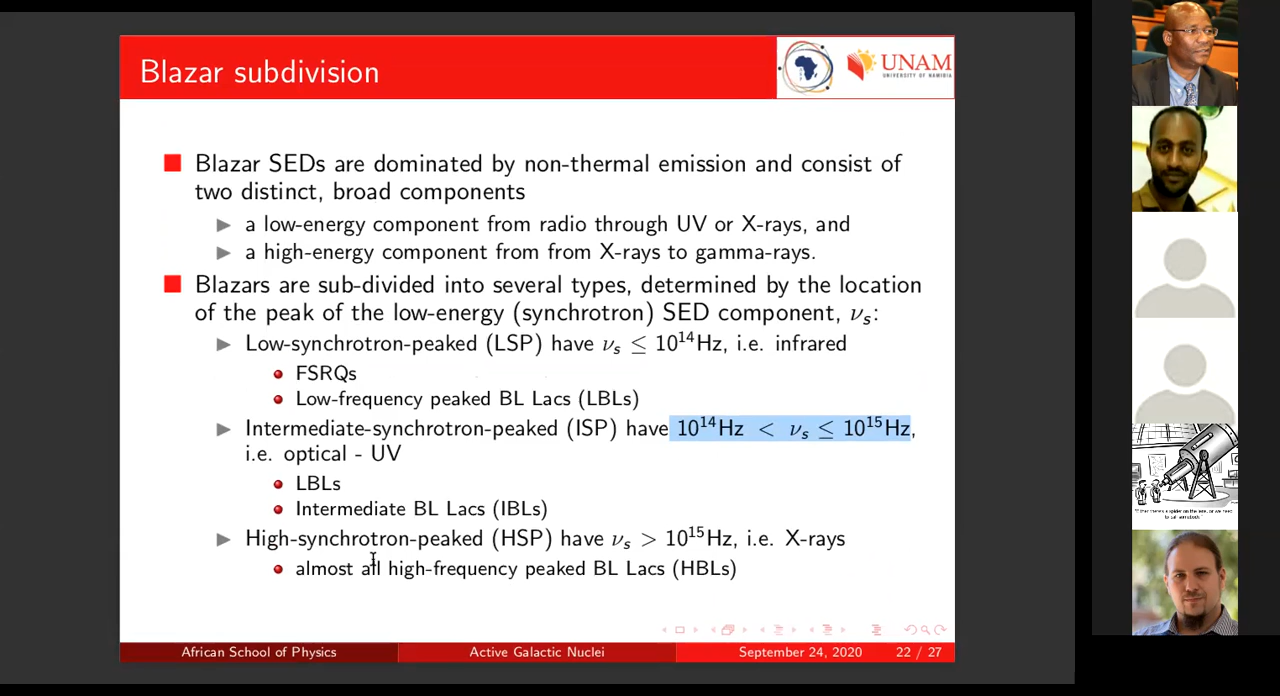 Blazar subdivision
UNAM
UNIVERSITY OF NAMIBIA
Blazar SEDs are dominated by non-thermal emission and consist of
two distinct, broad components
a low-energy component from radio through UV or X-rays, and
a high-energy component from from X-rays to gamma-rays.
Blazars are sub-divided into several types, determined by the location
of the peak of the low-energy (synchrotron) SED component, νₛ:
Low-synchrotron-peaked (LSP) have νₛ ≤ 10¹⁴Hz, i.e. infrared
FSRQs
Low-frequency peaked BL Lacs (LBLs)
Intermediate-synchrotron-peaked (ISP) have 10¹⁴Hz < νₛ ≤ 10¹⁵Hz,
i.e. optical - UV
LBLs
Intermediate BL Lacs (IBLs)
High-synchrotron-peaked (HSP) have νₛ > 10¹⁵Hz, i.e. X-rays
almost all high-frequency peaked BL Lacs (HBLs)
African School of Physics
Active Galactic Nuclei
September 24, 2020
22 / 27